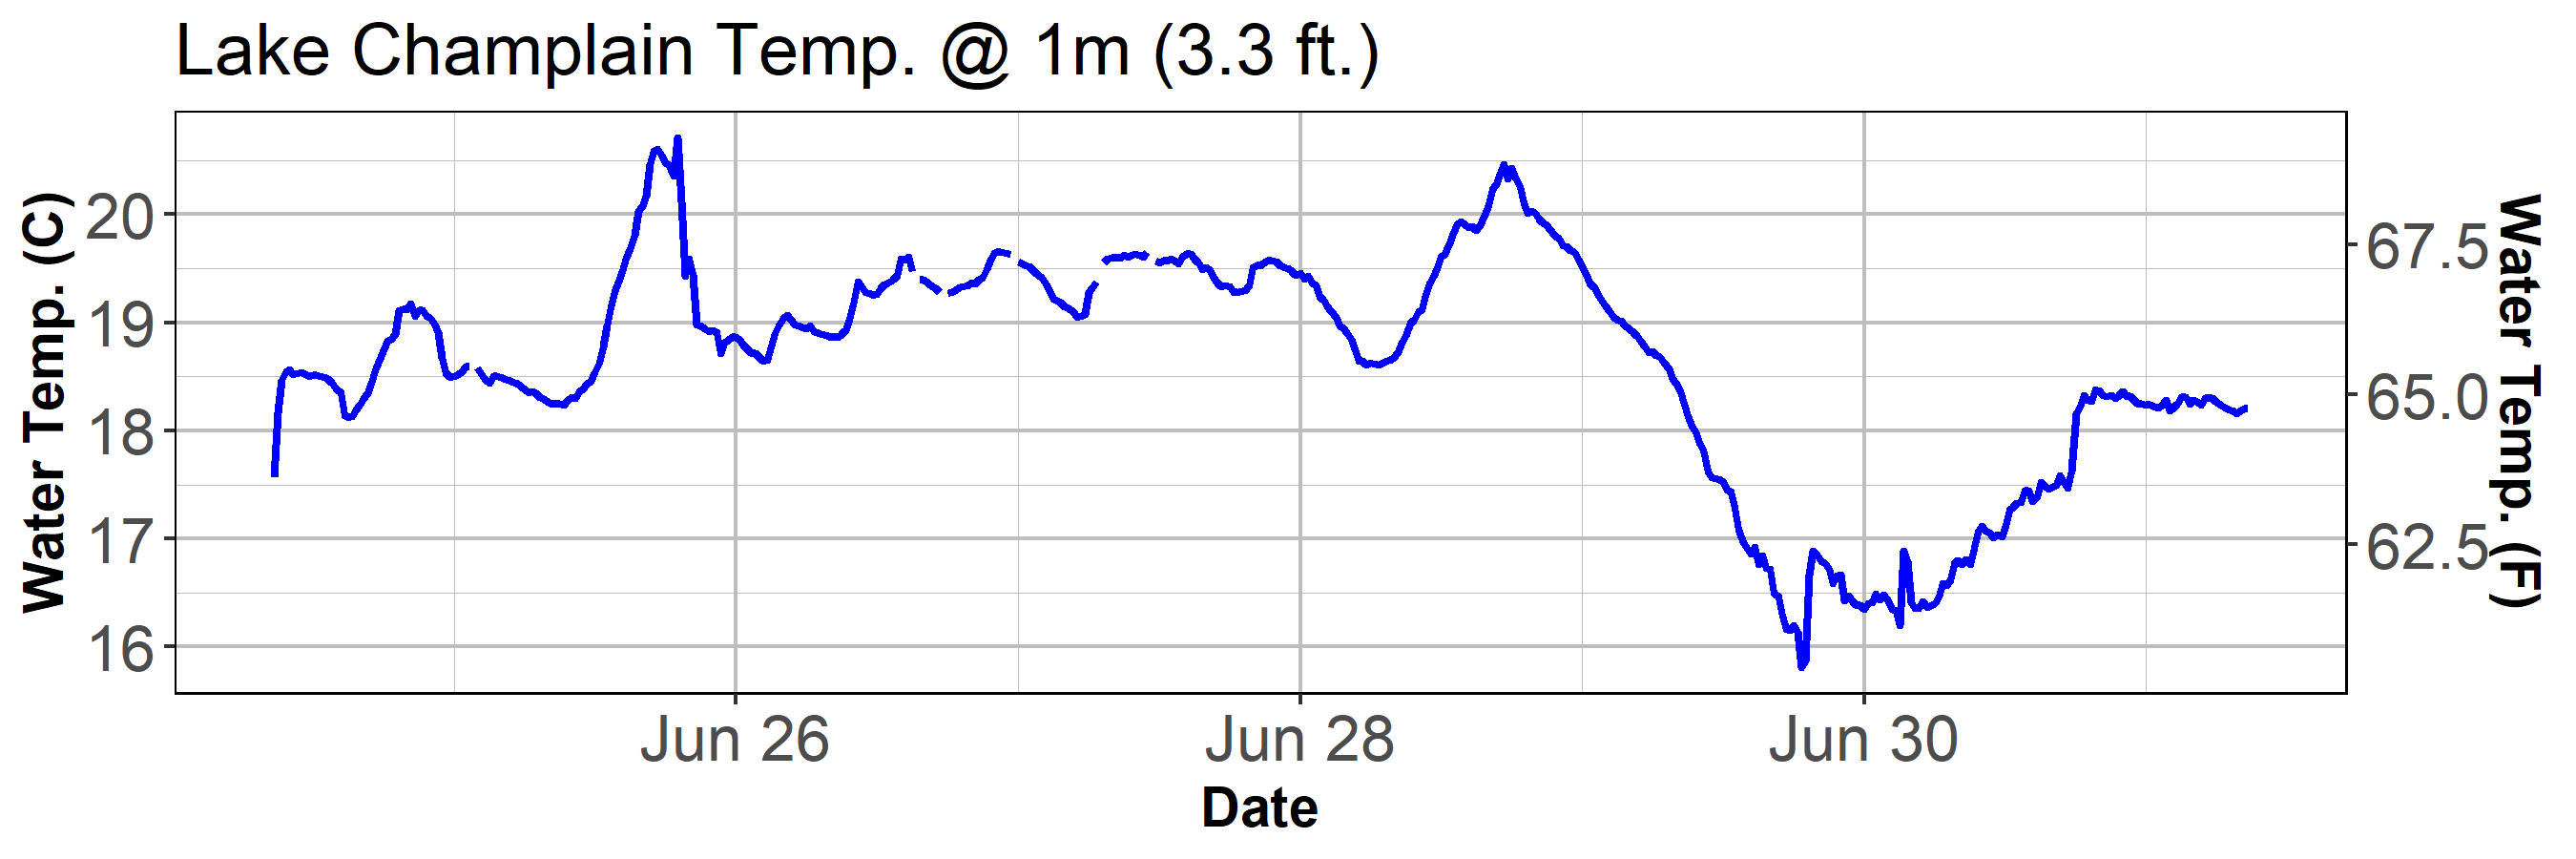 Lake Champlain Temp. @ 1m (3.3 ft.)
Water Temp. (C)
20
19
18
17
16
67.5
65.0
62.5
Water Temp. (F)
Jun 26 Jun 28 Jun 30
Date